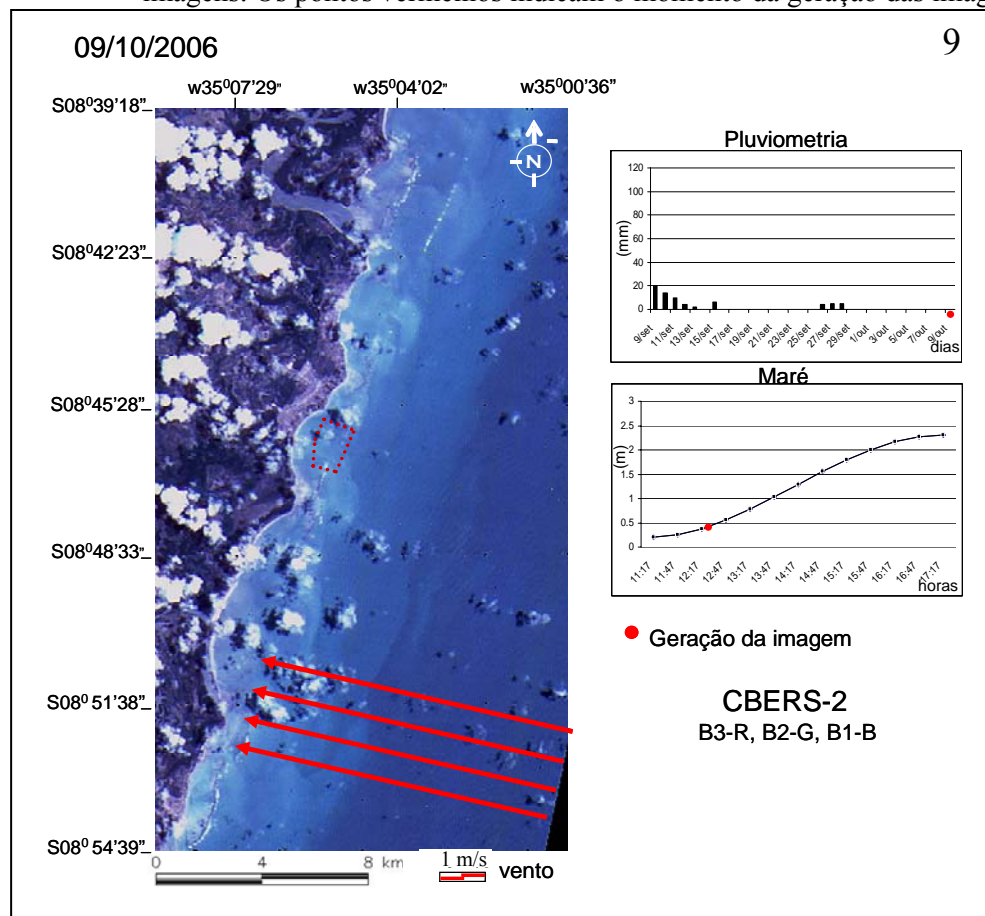 imagens. Os pontos vermelhos indicam o momento da geração das imag
09/10/2006
9
w35⁰07’29”
w35⁰04’02”
w35⁰00’36”
S08⁰39’18”
S08⁰42’23”
S08⁰45’28”
S08⁰48’33”
S08⁰51’38”
S08⁰54’39”
N
0
4
8 km
1 m/s
vento
Pluviometria
(mm)
120
100
80
60
40
20
0
9/set
11/set
13/set
15/set
17/set
19/set
21/set
23/set
25/set
27/set
29/set
1/out
3/out
5/out
7/out
9/out
dias
Maré
(m)
3
2.5
2
1.5
1
0.5
0
11:17
11:47
12:17
12:47
13:17
13:47
14:17
14:47
15:17
15:47
16:17
16:47
17:17
horas
Geração da imagem
CBERS-2
B3-R, B2-G, B1-B